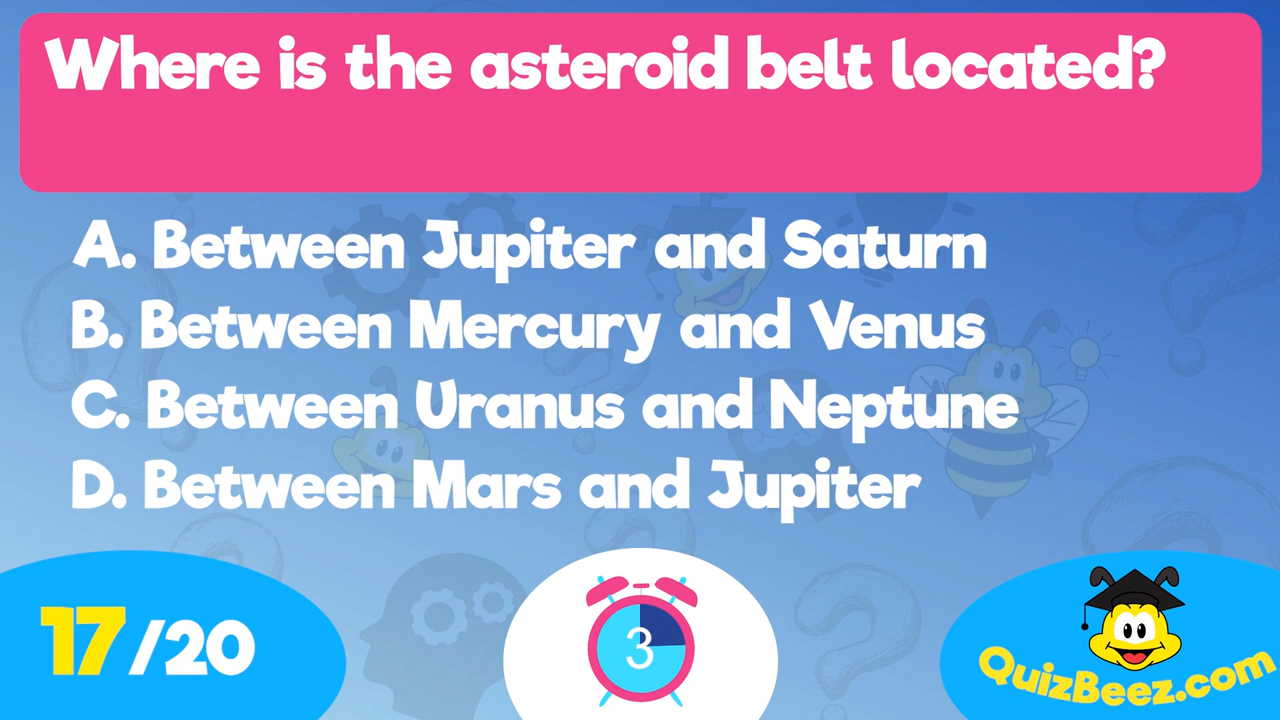 Where is the asteroid belt located?
A. Between Jupiter and Saturn
B. Between Mercury and Venus
C. Between Uranus and Neptune
D. Between Mars and Jupiter
17/20
3
QuizBeez.com